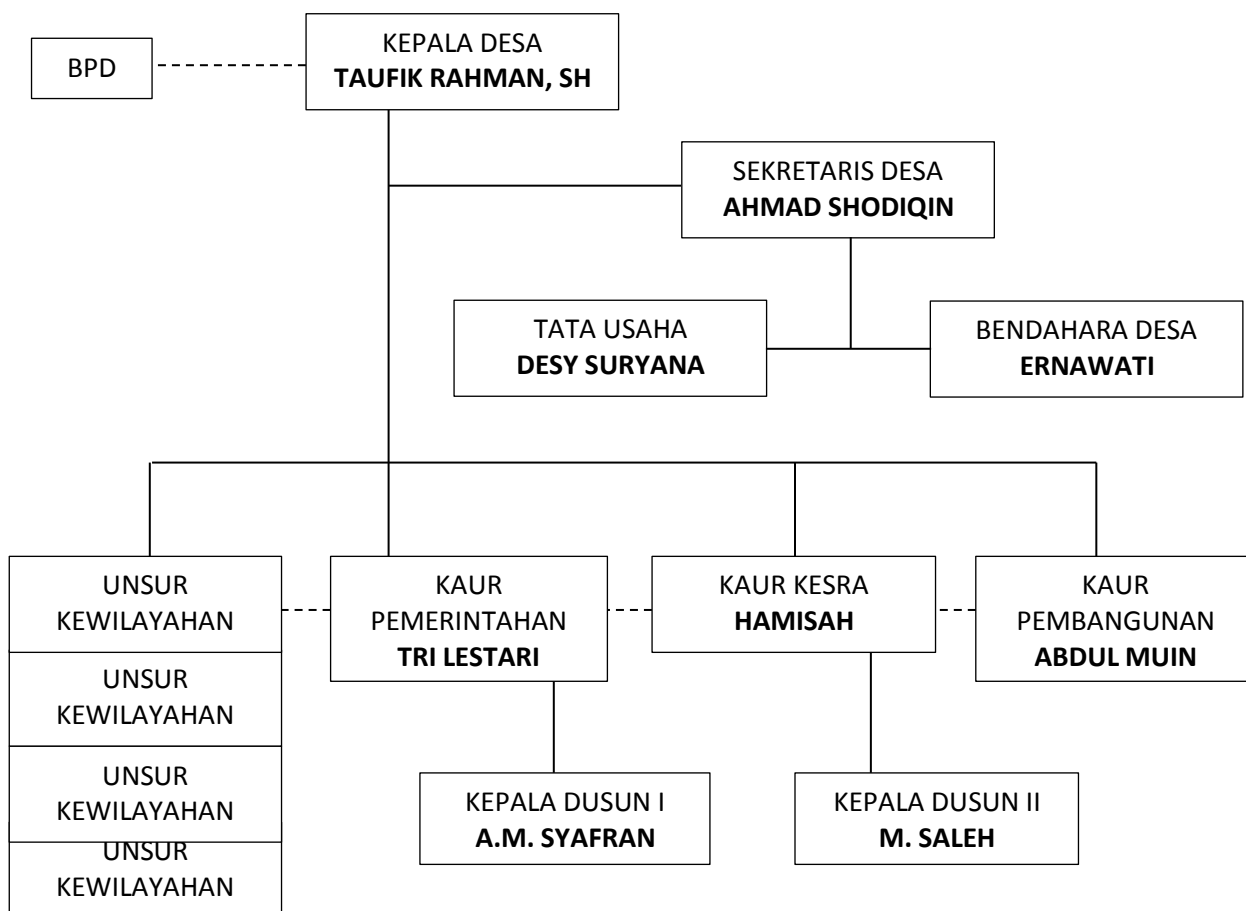 BPD
KEPALA DESA
TAUFIK RAHMAN, SH
SEKRETARIS DESA
AHMAD SHODIQIN
TATA USAHA
DESY SURYANA
BENDAHARA DESA
ERNAWATI
UNSUR
KEWILAYAHAN
KAUR
PEMERINTAHAN
TRI LESTARI
KAUR KESRA
HAMISAH
KAUR
PEMBANGUNAN
ABDUL MUIN
UNSUR
KEWILAYAHAN
UNSUR
KEWILAYAHAN
UNSUR
KEWILAYAHAN
KEPALA DUSUN I
A.M. SYAFRAN
KEPALA DUSUN II
M. SALEH